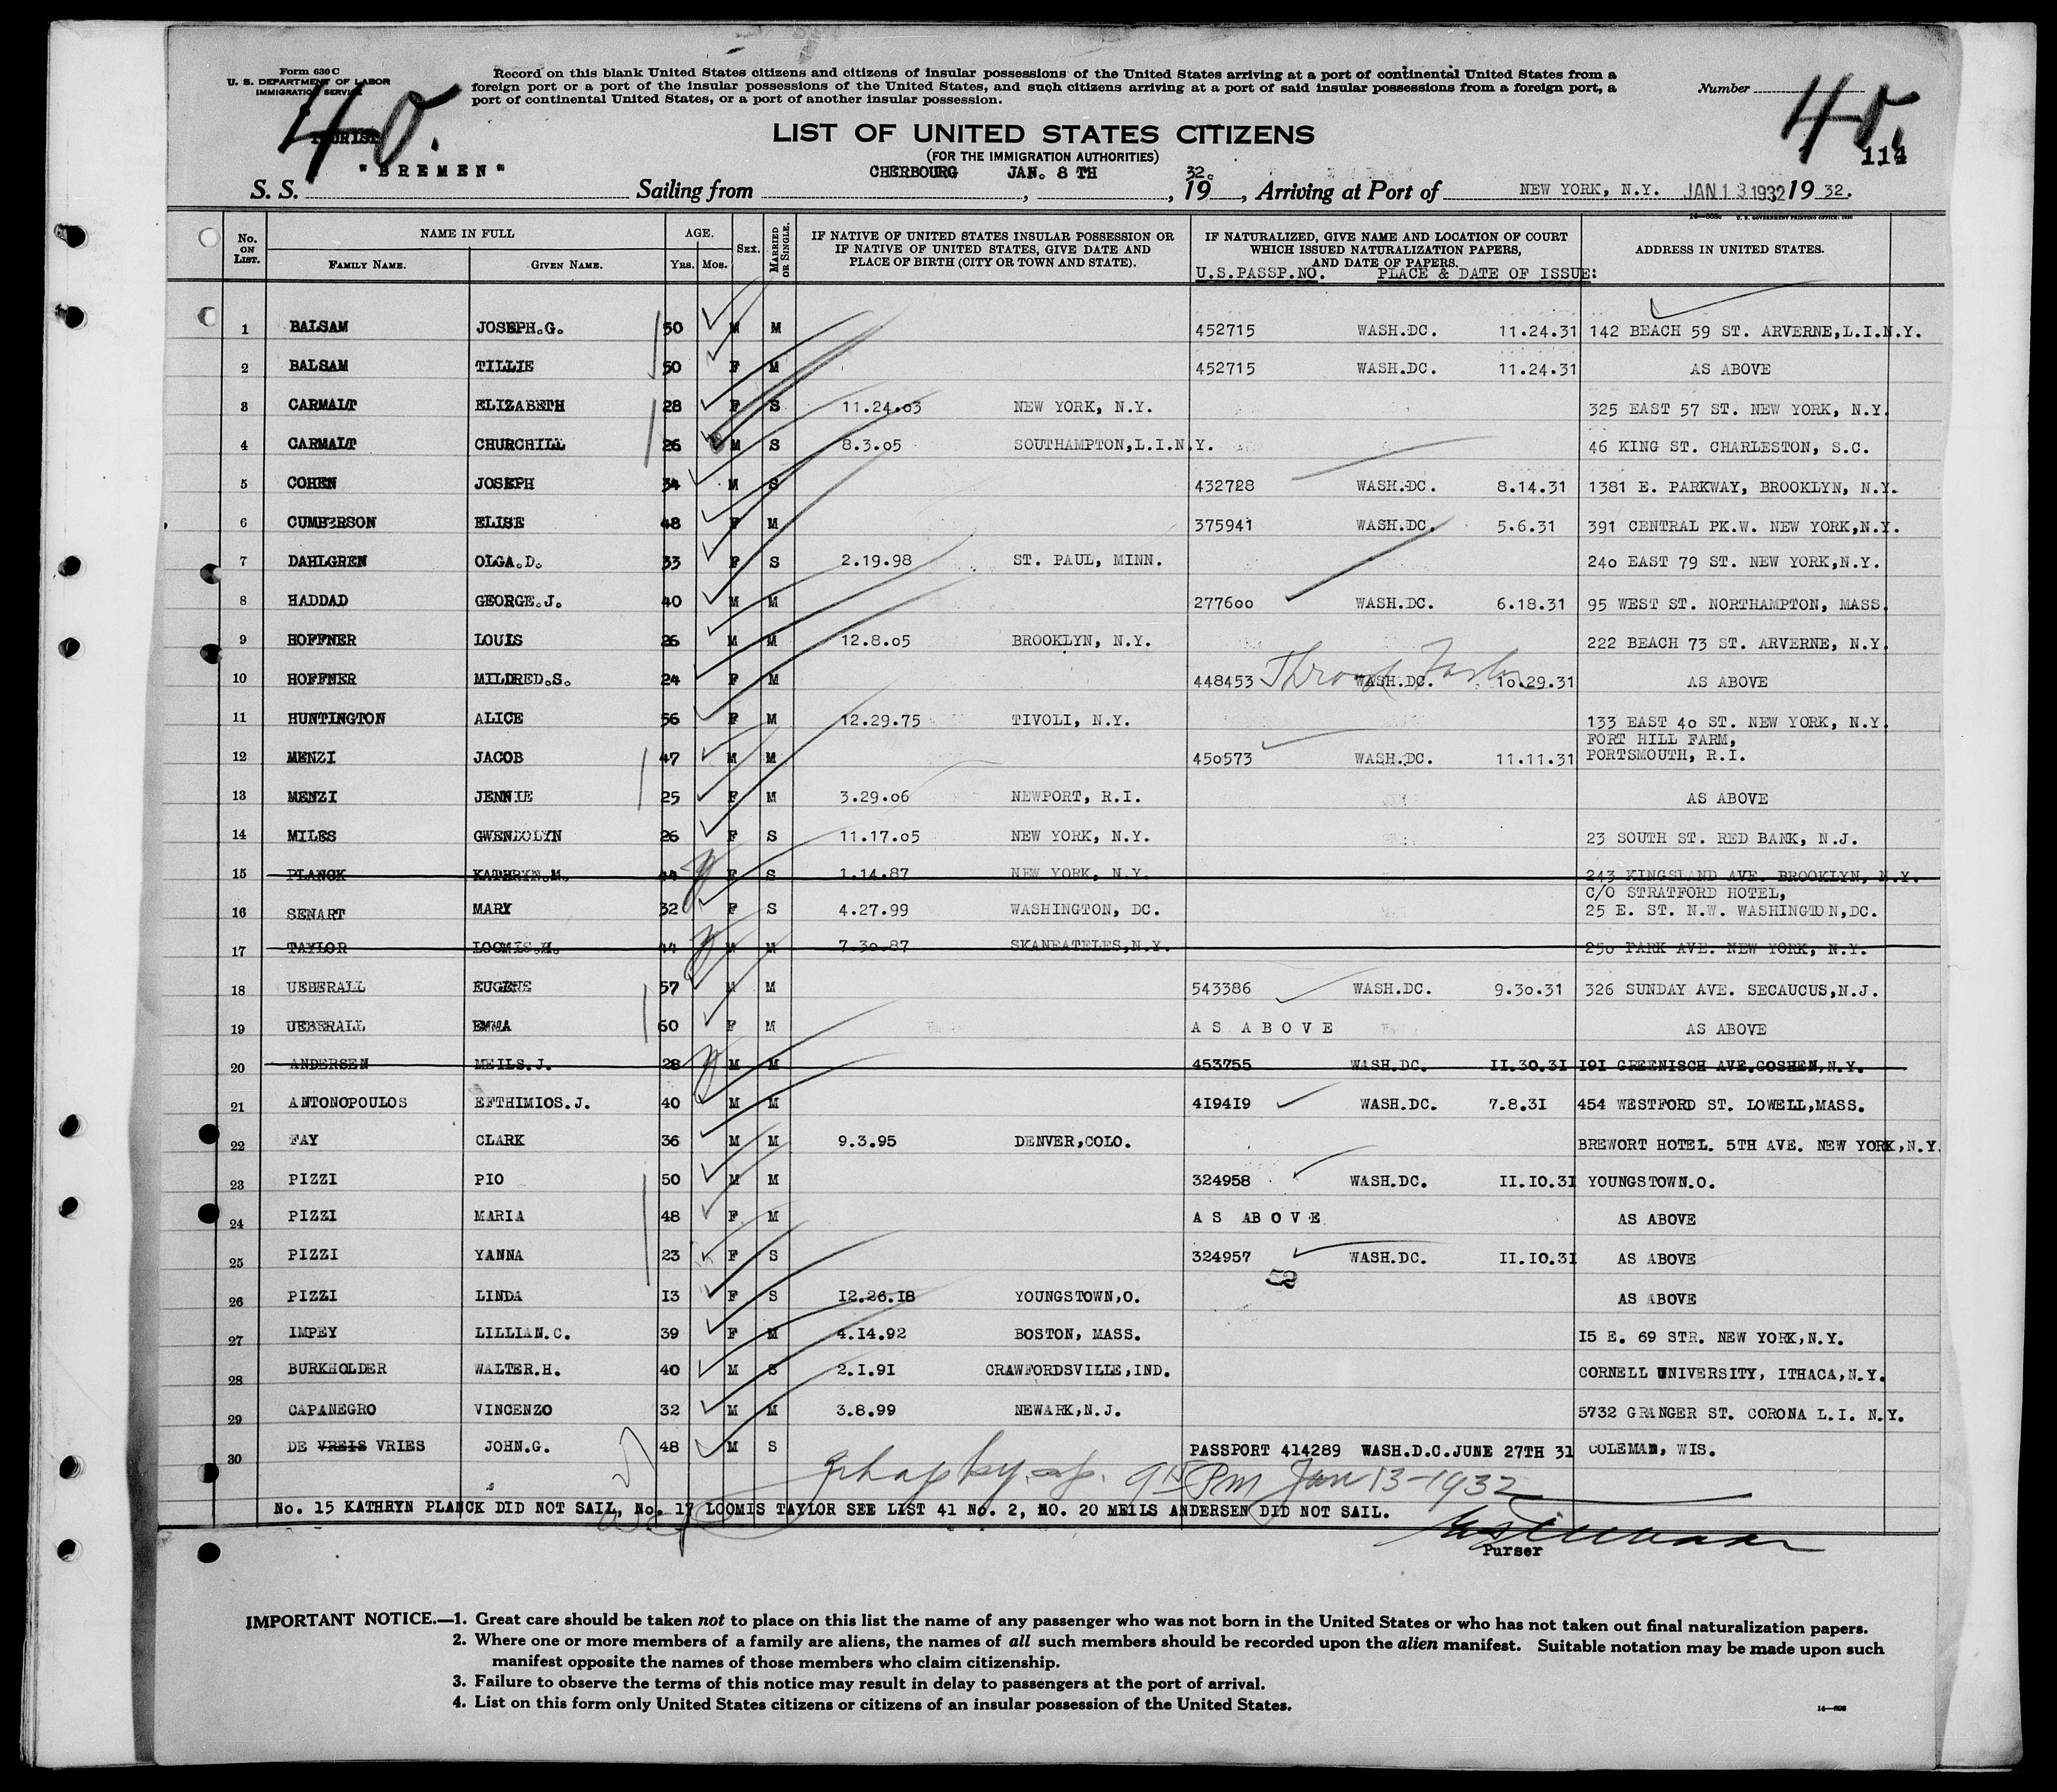 Form 630 C
U. S. DEPARTMENT OF LABOR
IMMIGRATION SERVICE
Record on this blank United States citizens and citizens of insular possessions of the United States arriving at a port of continental United States from a
foreign port or a port of the insular possessions of the United States, and such citizens arriving at a port of said insular possessions from a foreign port, a
port of continental United States, or a port of another insular possession.
Number
40.
TOURIST
40.
114
LIST OF UNITED STATES CITIZENS
(FOR THE IMMIGRATION AUTHORITIES)
S. S. "BREMEN" Sailing from CHERBOURG JAN. 8 TH, 1932., Arriving at Port of NEW YORK, N.Y. JAN 13 1932 19 32.
No. ON LIST. NAME IN FULL AGE. SEX. MARRIED OR SINGLE. IF NATIVE OF UNITED STATES INSULAR POSSESSION OR IF NATIVE OF UNITED STATES, GIVE DATE AND PLACE OF BIRTH (CITY OR TOWN AND STATE). IF NATURALIZED, GIVE NAME AND LOCATION OF COURT WHICH ISSUED NATURALIZATION PAPERS, AND DATE OF PAPERS. ADDRESS IN UNITED STATES.
FAMILY NAME. GIVEN NAME. YRS. MOS. U.S.PASSP.NO. PLACE & DATE OF ISSUE:
1 BALSAM JOSEPH.G. 50 M M 452715 WASH.DC. 11.24.31 142 BEACH 59 ST. ARVERNE,L.I.N.Y.
2 BALSAM TILLIE 50 F M 452715 WASH.DC. 11.24.31 AS ABOVE
3 CARMALT ELIZABETH 28 F S 11.24.03 NEW YORK, N.Y. 325 EAST 57 ST. NEW YORK, N.Y.
4 CARMALT CHURCHILL 26 M S 8.3.05 SOUTHAMPTON,L.I.N.Y. 46 KING ST. CHARLESTON, S.C.
5 COHEN JOSEPH 34 M S 432728 WASH.DC. 8.14.31 1381 E. PARKWAY, BROOKLYN, N.Y.
6 CUMBERSON ELISE 48 F M 375941 WASH.DC. 5.6.31 391 CENTRAL PK.W. NEW YORK,N.Y.
7 DAHLGREN OLGA.D. 33 F S 2.19.98 ST. PAUL, MINN. 240 EAST 79 ST. NEW YORK,N.Y.
8 HADDAD GEORGE.J. 40 M M 277600 WASH.DC. 6.18.31 95 WEST ST. NORTHAMPTON, MASS.
9 HOFFNER LOUIS 26 M M 12.8.05 BROOKLYN, N.Y. 222 BEACH 73 ST. ARVERNE, N.Y.
10 HOFFNER MILDRED.S. 24 F M 448453 WASH.DC. 10.29.31 AS ABOVE
11 HUNTINGTON ALICE 56 F M 12.29.75 TIVOLI, N.Y. 133 EAST 40 ST. NEW YORK, N.Y.
FORT HILL FARM,
12 MENZI JACOB 47 M M 450573 WASH.DC. 11.11.31 PORTSMOUTH, R.I.
13 MENZI JENNIE 25 F M 3.29.06 NEWPORT, R.I. AS ABOVE
14 MILES GWENDOLYN 26 F S 11.17.05 NEW YORK, N.Y. 23 SOUTH ST. RED BANK, N.J.
15 PLANCK KATHRYN.M. 44 F S 1.14.87 NEW YORK, N.Y. 243 KINGSLAND AVE. BROOKLYN, N.Y.
C/O STRATFORD HOTEL,
16 SENART MARY 32 F S 4.27.99 WASHINGTON, DC. 25 E. ST. N.W. WASHINGTON,DC.
17 TAYLOR LOOMIS.H. 44 M M 7.30.87 SKANEATELES,N.Y. 250 PARK AVE. NEW YORK, N.Y.
18 UEBERALL EUGENE 57 M M 543386 WASH.DC. 9.30.31 326 SUNDAY AVE. SECAUCUS,N.J.
19 UEBERALL EMMA 60 F M AS ABOVE AS ABOVE
20 ANDERSEN MEILS.J. 28 M M 453755 WASH.DC. II.30.3I I9I GREENISCH AVE.GOSHEN,N.Y.
21 ANTONOPOULOS EFTHIMIOS.J. 40 M M 4I94I9 WASH.DC. 7.8.3I 454 WESTFORD ST. LOWELL,MASS.
22 FAY CLARK 36 M M 9.3.95 DENVER,COLO. BREWORT HOTEL. 5TH AVE. NEW YORK,N.Y.
23 PIZZI PIO 50 M M 324958 WASH.DC. II.I0.3I YOUNGSTOWN.O.
24 PIZZI MARIA 48 F M AS ABOVE AS ABOVE
25 PIZZI YANNA 23 F S 324957 WASH.DC. II.I0.3I AS ABOVE
52
26 PIZZI LINDA I3 F S I2.26.I8 YOUNGSTOWN,O. AS ABOVE
27 IMPEY LILLIAN.C. 39 F M 4.I4.92 BOSTON, MASS. I5 E. 69 STR. NEW YORK,N.Y.
28 BURKHOLDER WALTER.H. 40 M S 2.I.9I CRAWFORDSVILLE,IND. CORNELL UNIVERSITY, ITHACA,N.Y.
29 CAPANEGRO VINCENZO 32 M M 3.8.99 NEWARK,N.J. 5732 GRANGER ST. CORONA L.I. N.Y.
30 DE VREIS VRIES JOHN.G. 48 M S PASSPORT 414289 WASH.D.C.JUNE 27TH 31 COLEMAN, WIS.
9 15 Pm Jan 13-1932
No. 15 KATHRYN PLANCK DID NOT SAIL, No. 17 LOOMIS TAYLOR SEE LIST 41 No. 2, NO. 20 MEILS ANDERSEN DID NOT SAIL.
Purser
IMPORTANT NOTICE.—1. Great care should be taken not to place on this list the name of any passenger who was not born in the United States or who has not taken out final naturalization papers.
2. Where one or more members of a family are aliens, the names of all such members should be recorded upon the alien manifest. Suitable notation may be made upon such
manifest opposite the names of those members who claim citizenship.
3. Failure to observe the terms of this notice may result in delay to passengers at the port of arrival.
4. List on this form only United States citizens or citizens of an insular possession of the United States.